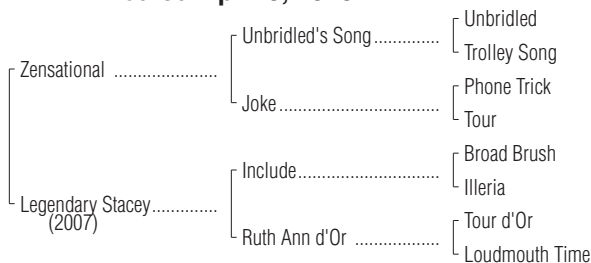 Unbridled
Unbridled's Song
Trolley Song
Zensational
Phone Trick
Joke
Tour
Broad Brush
Include
Illeria
Legendary Stacey
(2007)
Tour d'Or
Ruth Ann d'Or
Loudmouth Time